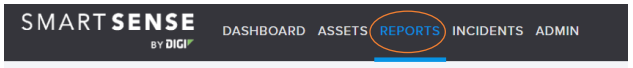 SMARTSENSE
BY DIGI
DASHBOARD ASSETS REPORTS INCIDENTS ADMIN